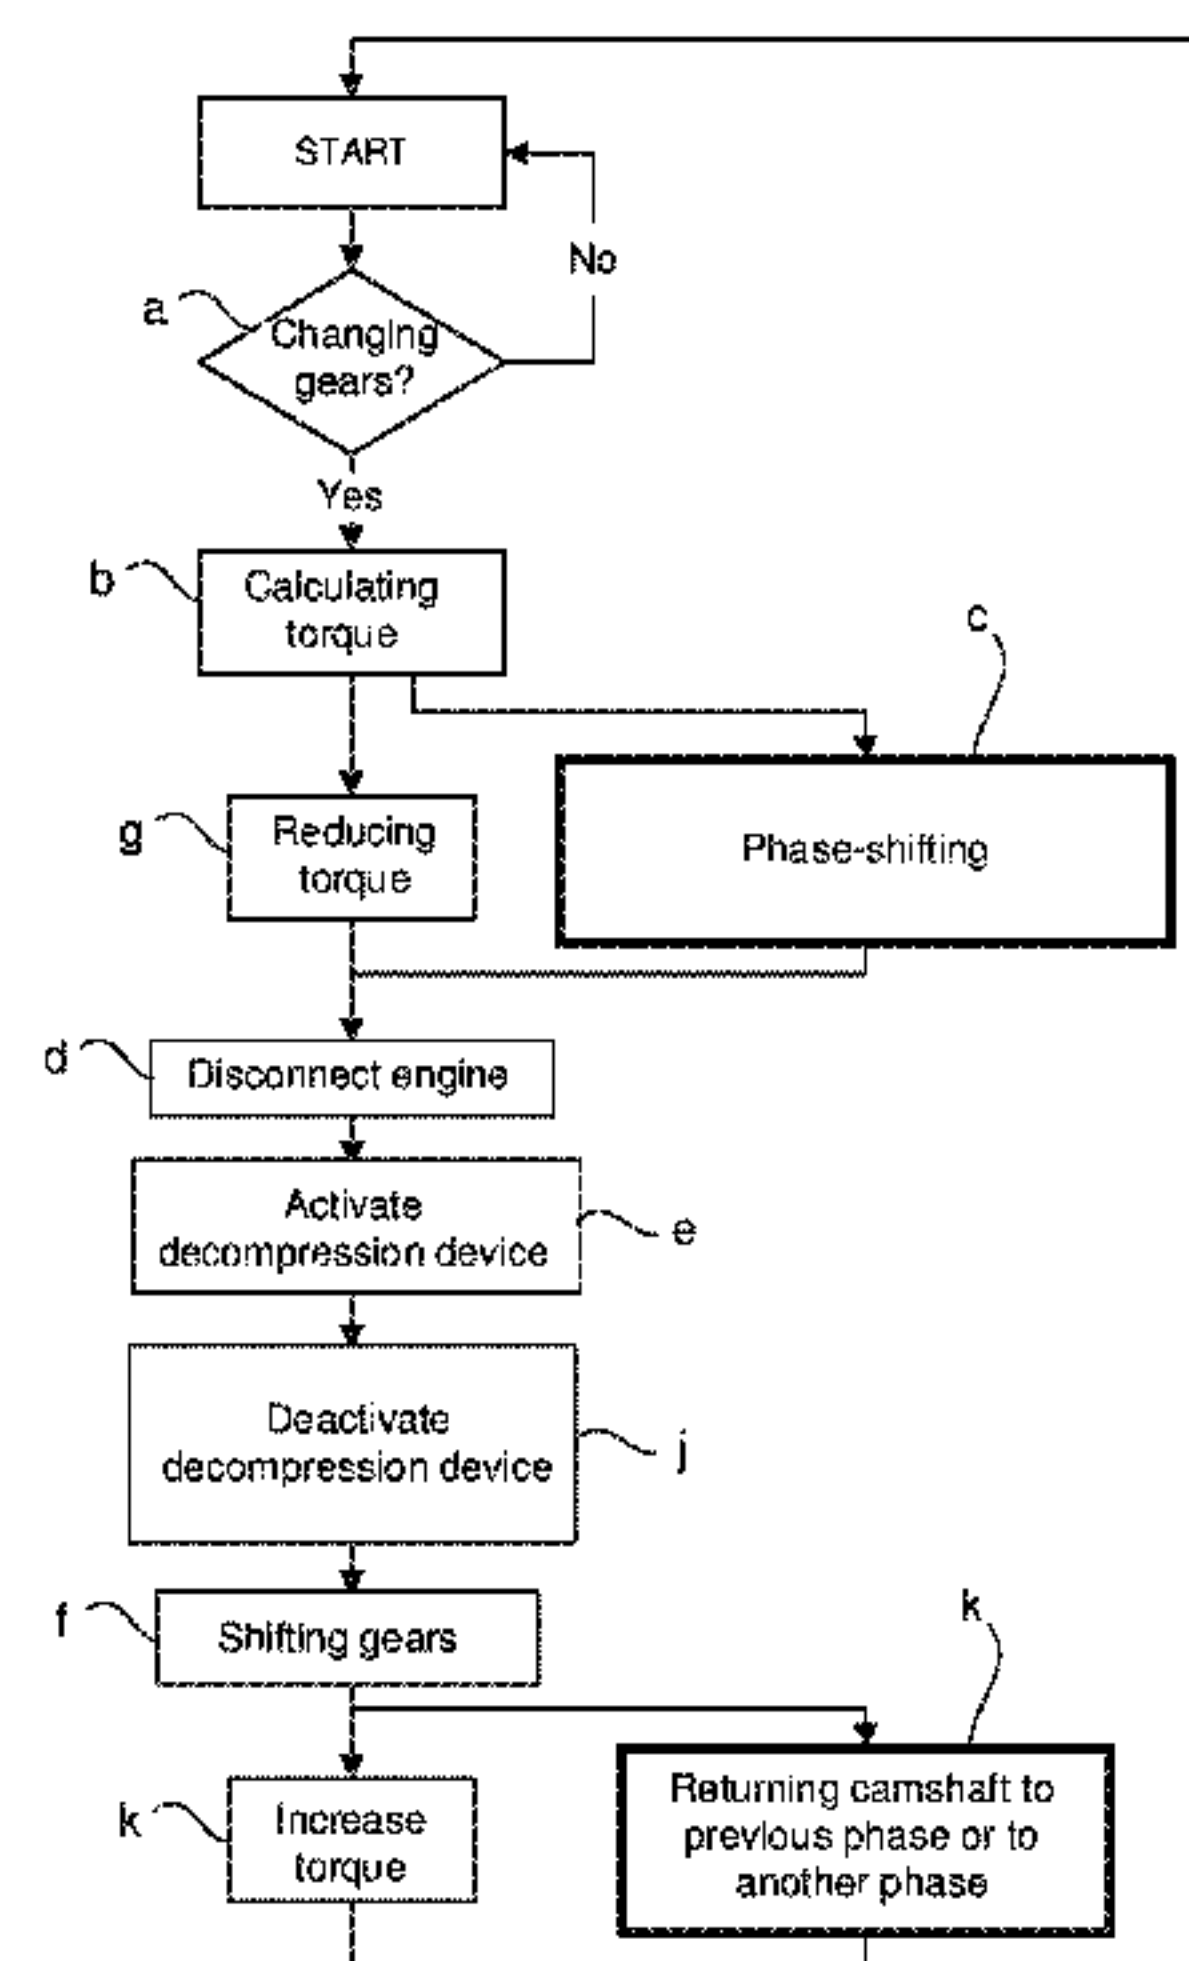 START
No
a
Changing
gears?
Yes
b
Calculating
torque
c
g
Reducing
torque
Phase-shifting
d
Disconnect engine
Activate
decompression device
e
Deactivate
decompression device
j
f
Shifting gears
k
k
Increase
torque
Returning camshaft to
previous phase or to
another phase